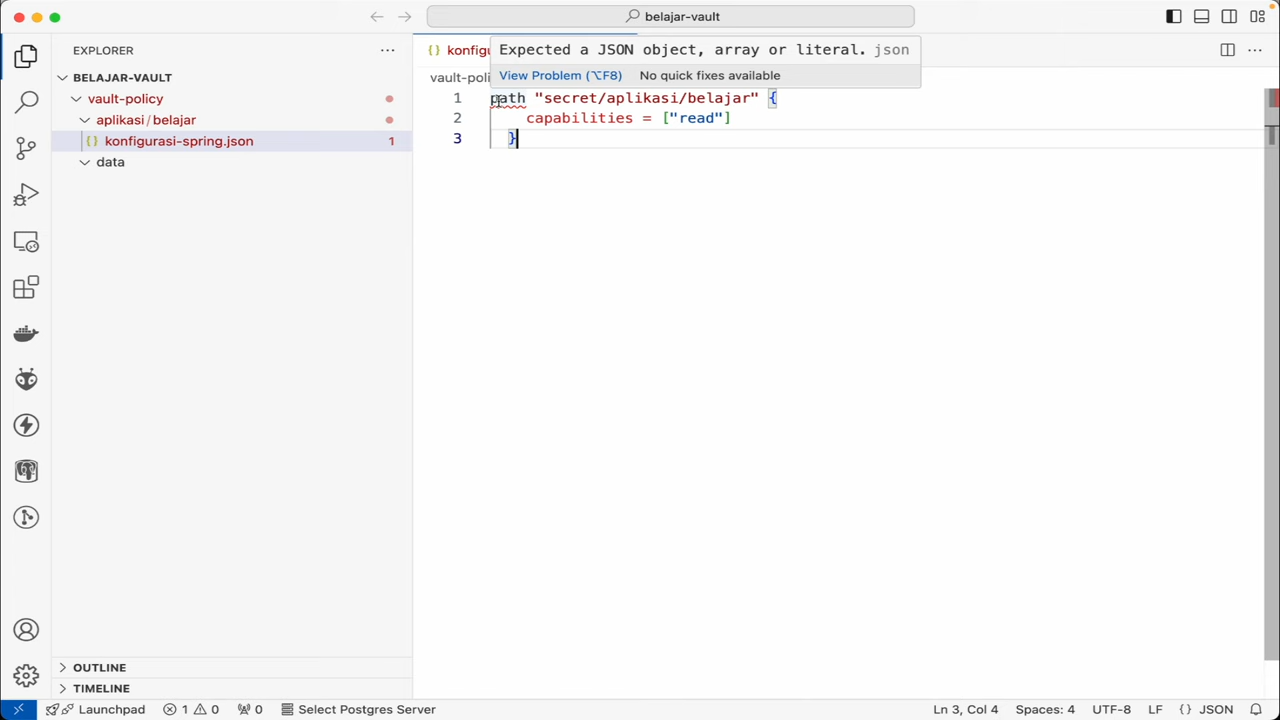 belajar-vault
EXPLORER
BELAJAR-VAULT
vault-policy
aplikasi / belajar
konfigurasi-spring.json 1
data
OUTLINE
TIMELINE
konfigu
Expected a JSON object, array or literal. json
View Problem (⌥F8) No quick fixes available
vault-poli
1 path "secret/aplikasi/belajar" {
2 capabilities = ["read"]
3 }
Launchpad 1 0 0 Select Postgres Server Ln 3, Col 4 Spaces: 4 UTF-8 LF {} JSON